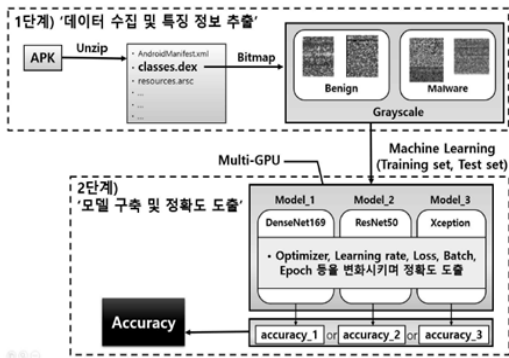 1단계) '데이터 수집 및 특징 정보 추출'
APK
Unzip
AndroidManifest.xml
classes.dex
resources.arsc
...
...
...
Bitmap
Benign
Malware
Grayscale
Multi-GPU
Machine Learning
(Training set, Test set)
2단계)
'모델 구축 및 정확도 도출'
Model_1
Model_2
Model_3
DenseNet169
ResNet50
Xception
• Optimizer, Learning rate, Loss, Batch,
Epoch 등을 변화시키며 정확도 도출
Accuracy
accuracy_1 or accuracy_2 or accuracy_3